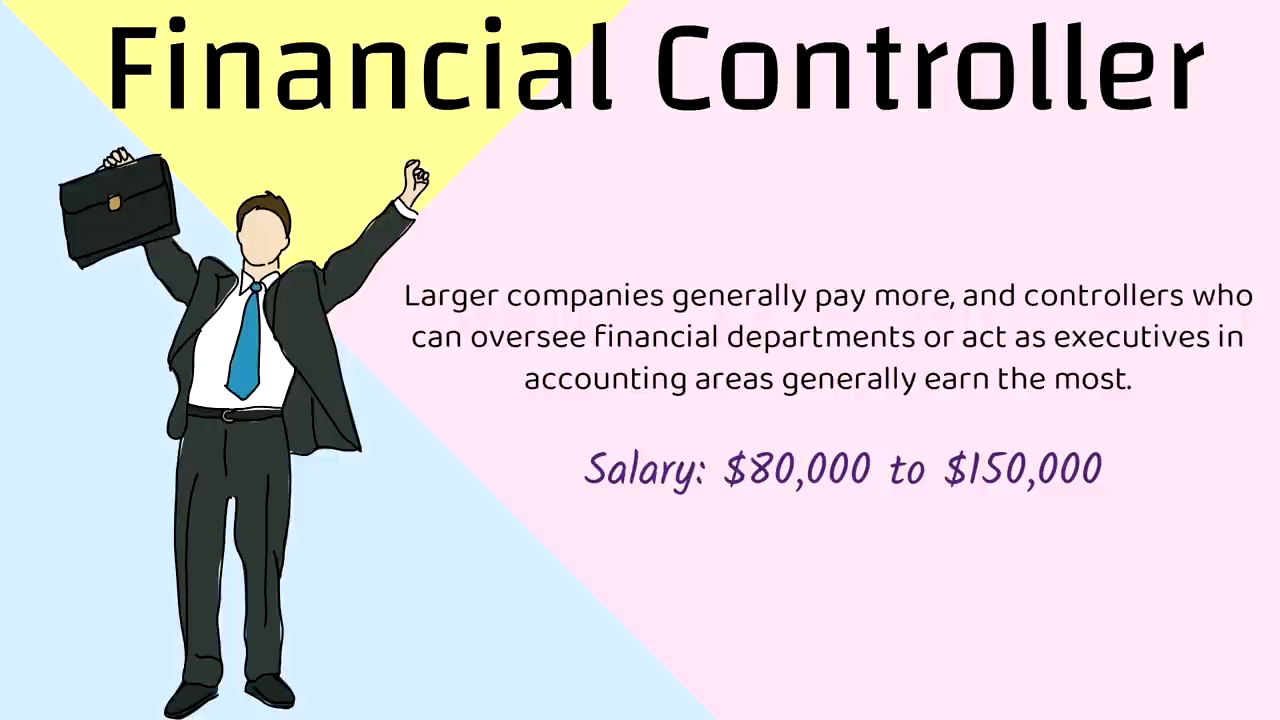 Financial Controller
Larger companies generally pay more, and controllers who
can oversee financial departments or act as executives in
accounting areas generally earn the most.
Salary: $80,000 to $150,000